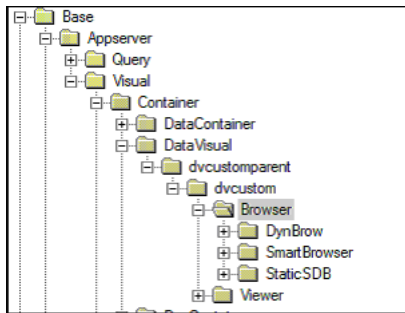 Base
Appserver
Query
Visual
Container
DataContainer
DataVisual
dvcustomparent
dvcustom
Browser
DynBrow
SmartBrowser
StaticSDB
Viewer